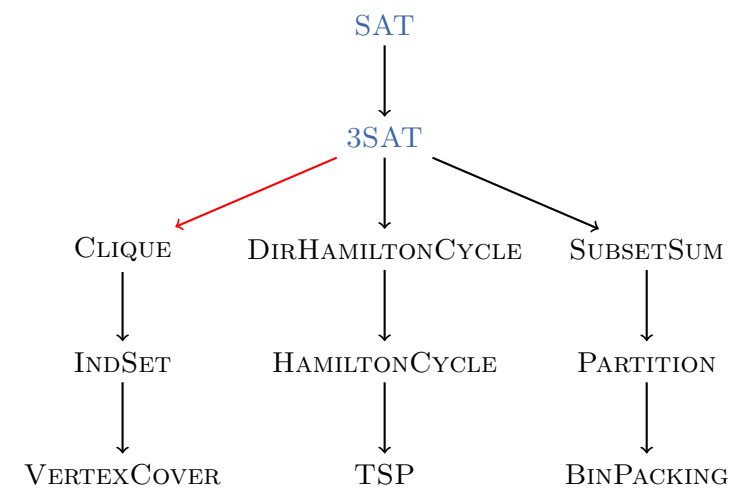 SAT
3SAT
CLIQUE DIRHAMILTONCYCLE SUBSETSUM
INDSET HAMILTONCYCLE PARTITION
VERTEXCOVER TSP BINPACKING